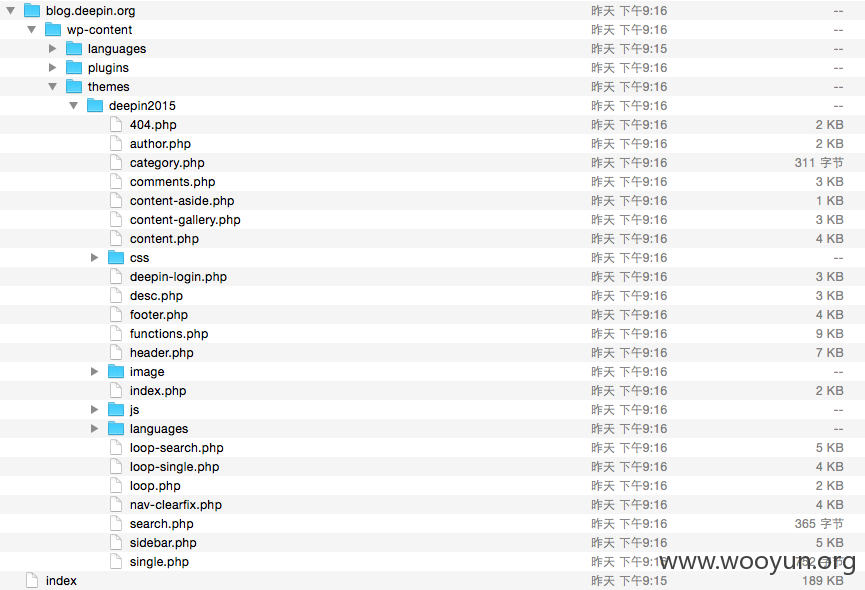 blog.deepin.org 昨天 下午9:16 --
wp-content 昨天 下午9:16 --
languages 昨天 下午9:15 --
plugins 昨天 下午9:16 --
themes 昨天 下午9:16 --
deepin2015 昨天 下午9:16 --
404.php 昨天 下午9:16 2 KB
author.php 昨天 下午9:16 2 KB
category.php 昨天 下午9:16 311 字节
comments.php 昨天 下午9:16 3 KB
content-aside.php 昨天 下午9:16 1 KB
content-gallery.php 昨天 下午9:16 3 KB
content.php 昨天 下午9:16 4 KB
css 昨天 下午9:16 --
deepin-login.php 昨天 下午9:16 3 KB
desc.php 昨天 下午9:16 3 KB
footer.php 昨天 下午9:16 4 KB
functions.php 昨天 下午9:16 9 KB
header.php 昨天 下午9:16 7 KB
image 昨天 下午9:16 --
index.php 昨天 下午9:16 2 KB
js 昨天 下午9:16 --
languages 昨天 下午9:16 --
loop-search.php 昨天 下午9:16 5 KB
loop-single.php 昨天 下午9:16 4 KB
loop.php 昨天 下午9:16 2 KB
nav-clearfix.php 昨天 下午9:16 4 KB
search.php 昨天 下午9:16 365 字节
sidebar.php 昨天 下午9:16 5 KB
single.php 昨天 下午9:16 字节
www.wooyun.org
index 昨天 下午9:15 189 KB